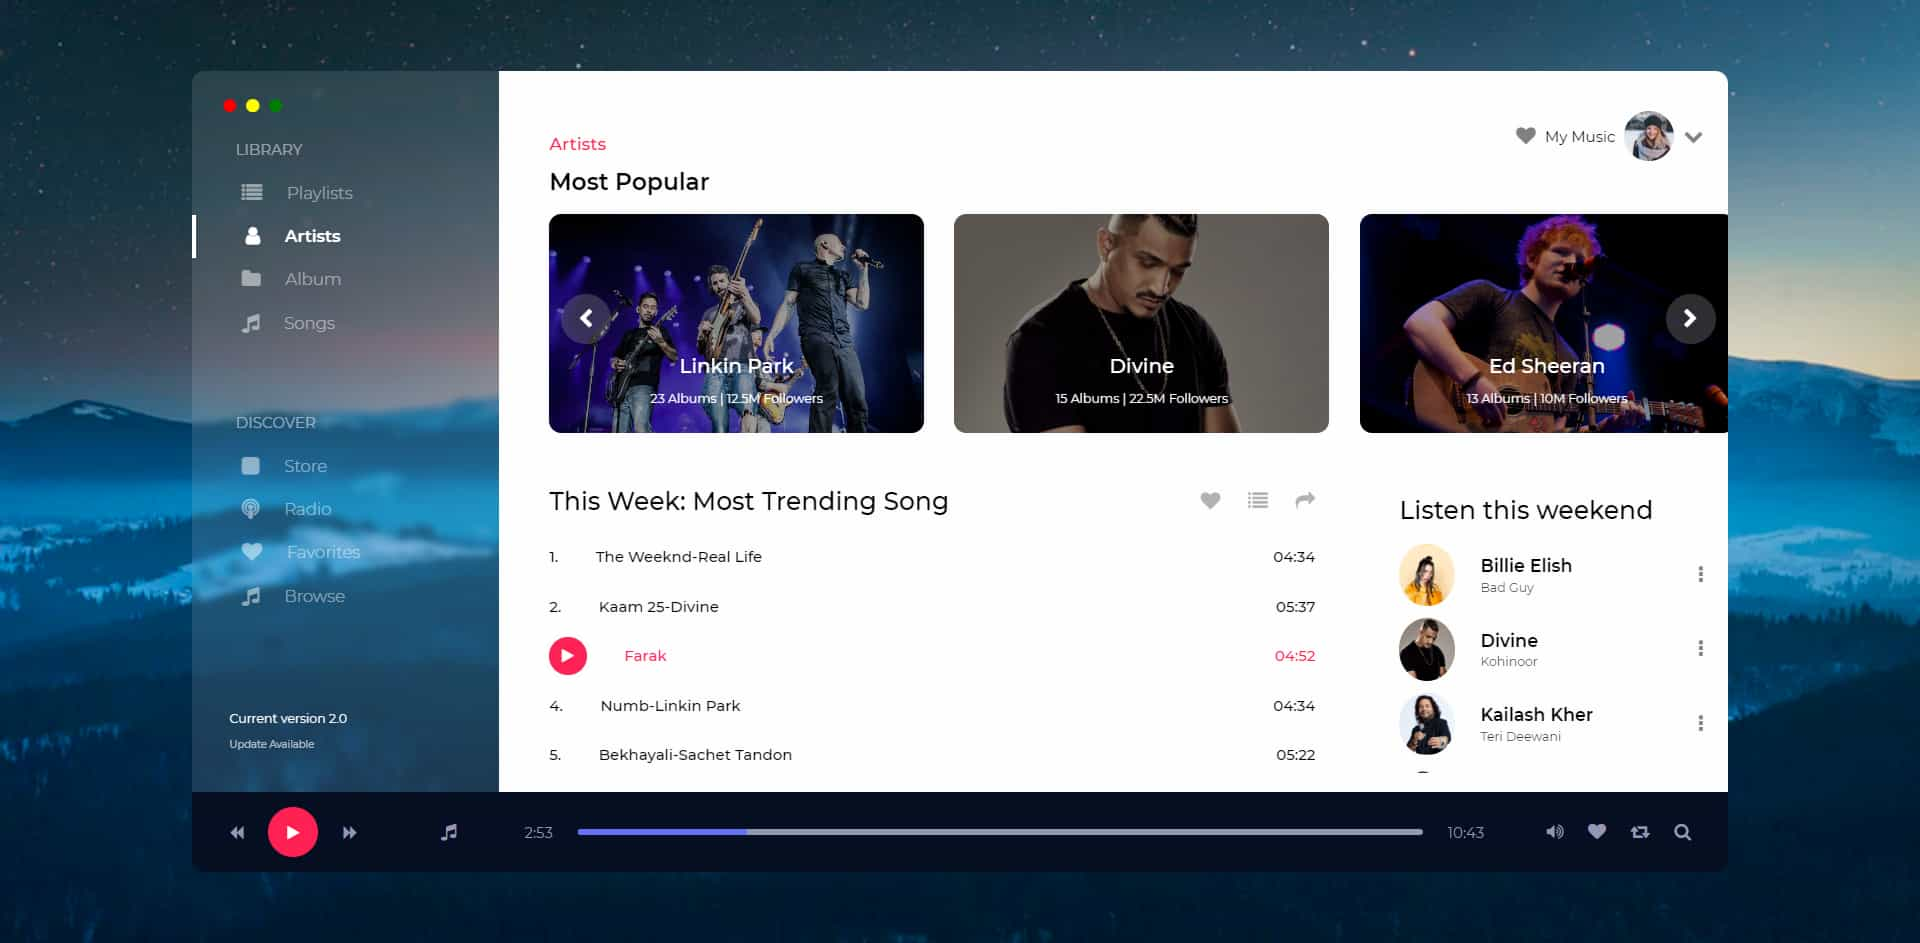 LIBRARY
Playlists
Artists
Album
Songs
DISCOVER
Store
Radio
Favorites
Browse
Current version 2.0
Update Available
My Music
Artists
Most Popular
Linkin Park
23 Albums | 12.5M Followers
Divine
15 Albums | 22.5M Followers
Ed Sheeran
13 Albums | 10M Followers
This Week: Most Trending Song
1. The Weeknd-Real Life 04:34
2. Kaam 25-Divine 05:37
Farak 04:52
4. Numb-Linkin Park 04:34
5. Bekhayali-Sachet Tandon 05:22
Listen this weekend
Billie Elish
Bad Guy
Divine
Kohinoor
Kailash Kher
Teri Deewani
2:53 10:43